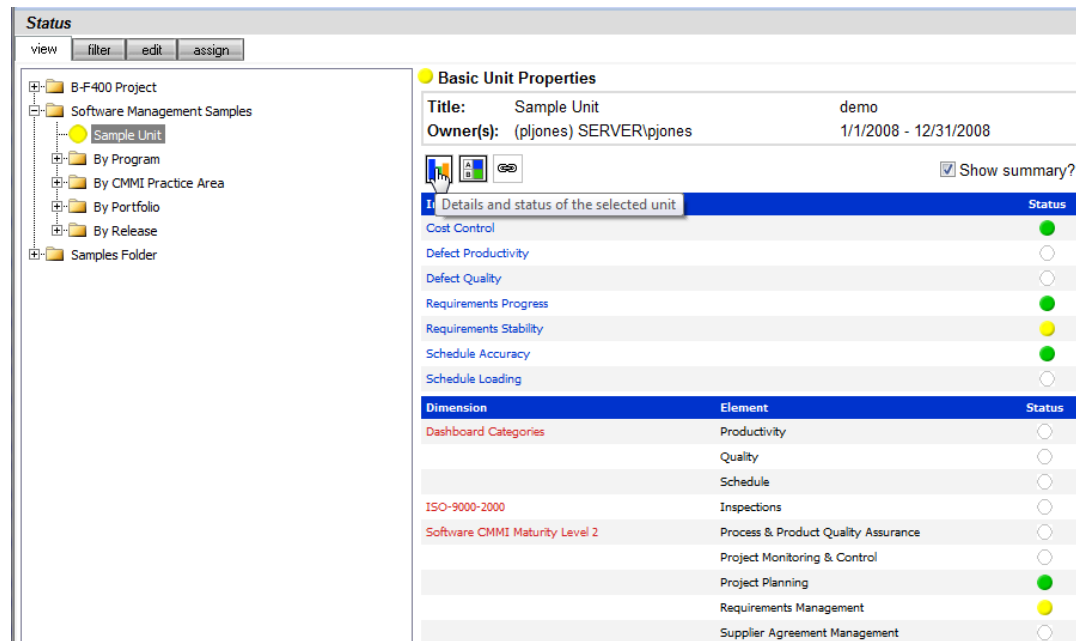 Status
view filter edit assign
B-F400 Project
Software Management Samples
Sample Unit
By Program
By CMMI Practice Area
By Portfolio
By Release
Samples Folder
Basic Unit Properties
Title: Sample Unit demo
Owner(s): (pljones) SERVER\pjones 1/1/2008 - 12/31/2008
A
B
Show summary?
Details and status of the selected unit
Status
Cost Control
Defect Productivity
Defect Quality
Requirements Progress
Requirements Stability
Schedule Accuracy
Schedule Loading
Dimension Element Status
Dashboard Categories Productivity
Quality
Schedule
ISO-9000-2000 Inspections
Software CMMI Maturity Level 2 Process & Product Quality Assurance
Project Monitoring & Control
Project Planning
Requirements Management
Supplier Agreement Management